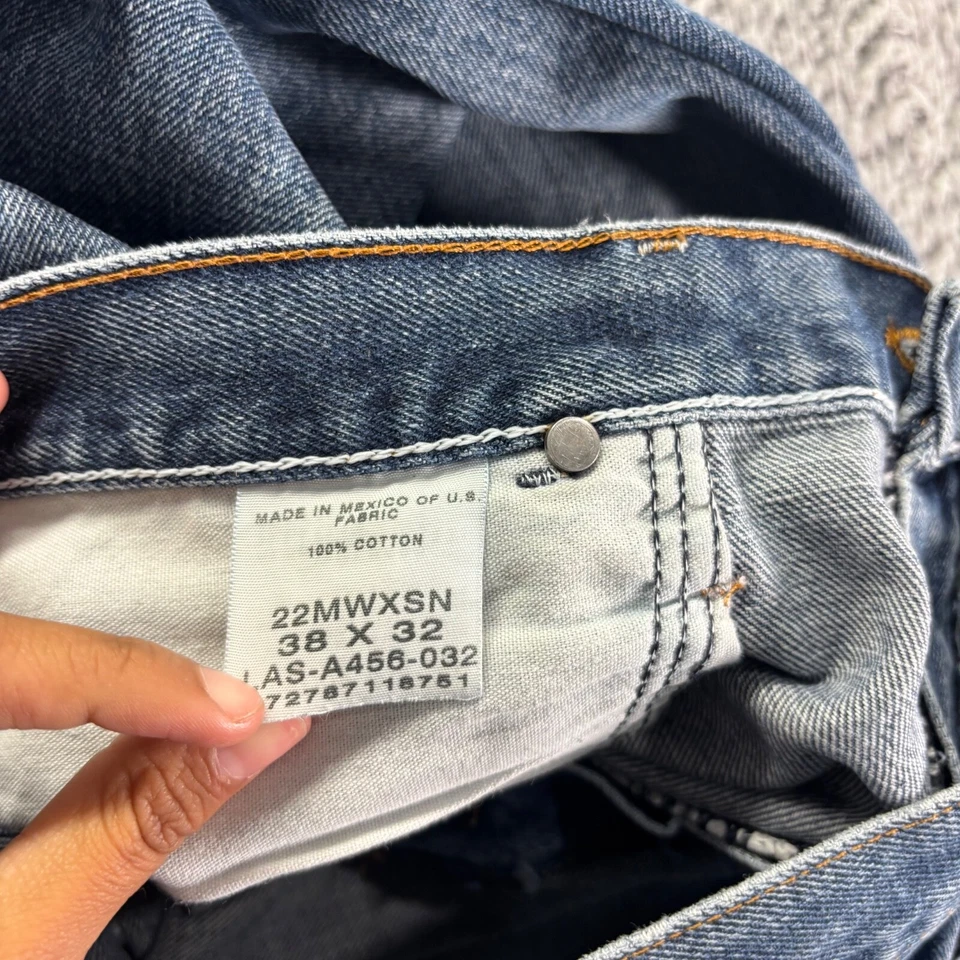 MADE IN MEXICO OF U.S.
FABRIC
100% COTTON
22MWXSN
38 X 32
LAS-A456-032
72787118751